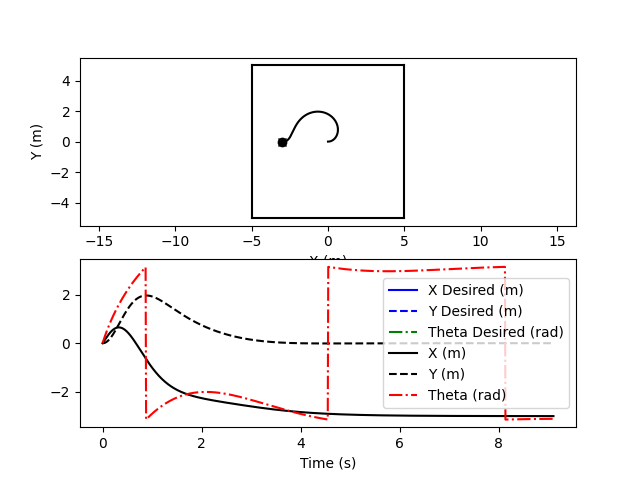 4
2
0
−2
−4
Y (m)
−15 −10 −5 0 5 10 15
X (m)
2
0
−2
X Desired (m)
Y Desired (m)
Theta Desired (rad)
X (m)
Y (m)
Theta (rad)
0 2 4 6 8
Time (s)